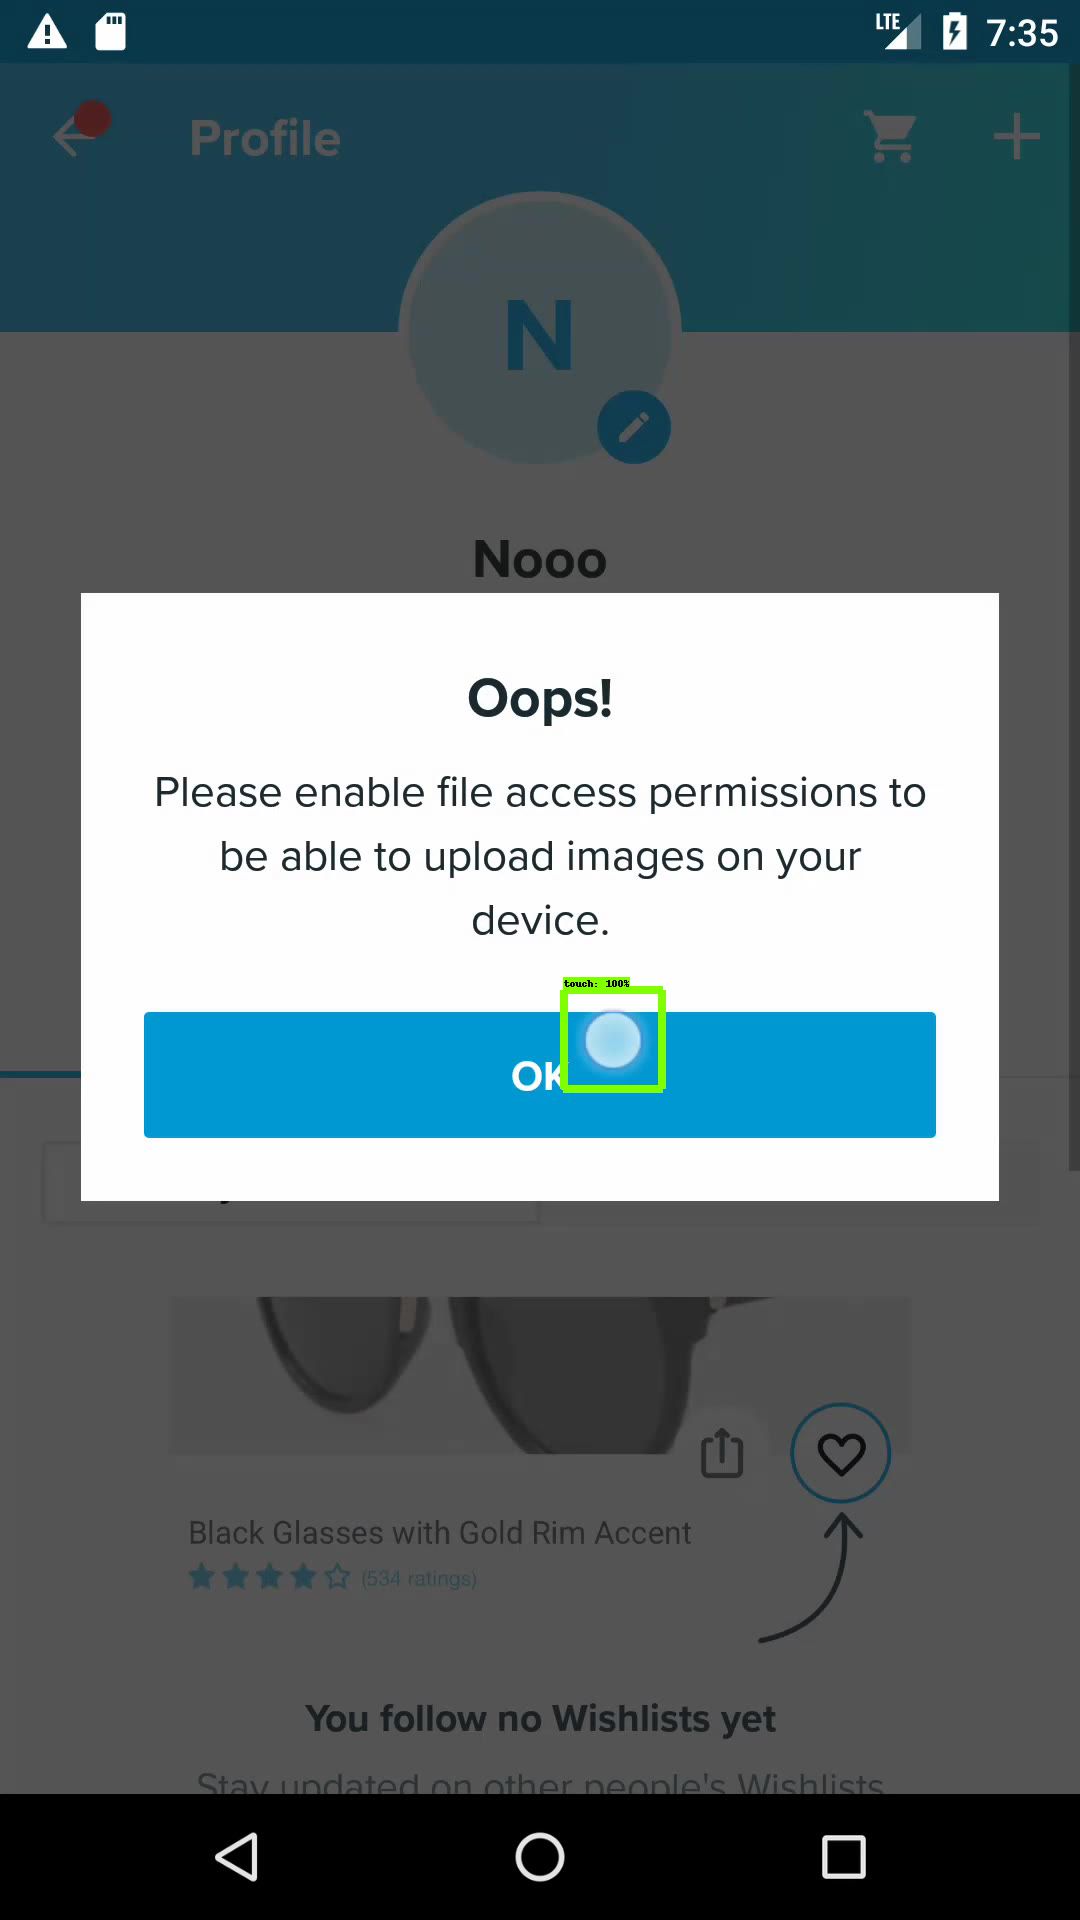 LTE 7:35
Profile
N
Nooo
Oops!
Please enable file access permissions to
be able to upload images on your
device.
touch: 100%
OK
Black Glasses with Gold Rim Accent
(534 ratings)
You follow no Wishlists yet
Stay updated on other people's Wishlists